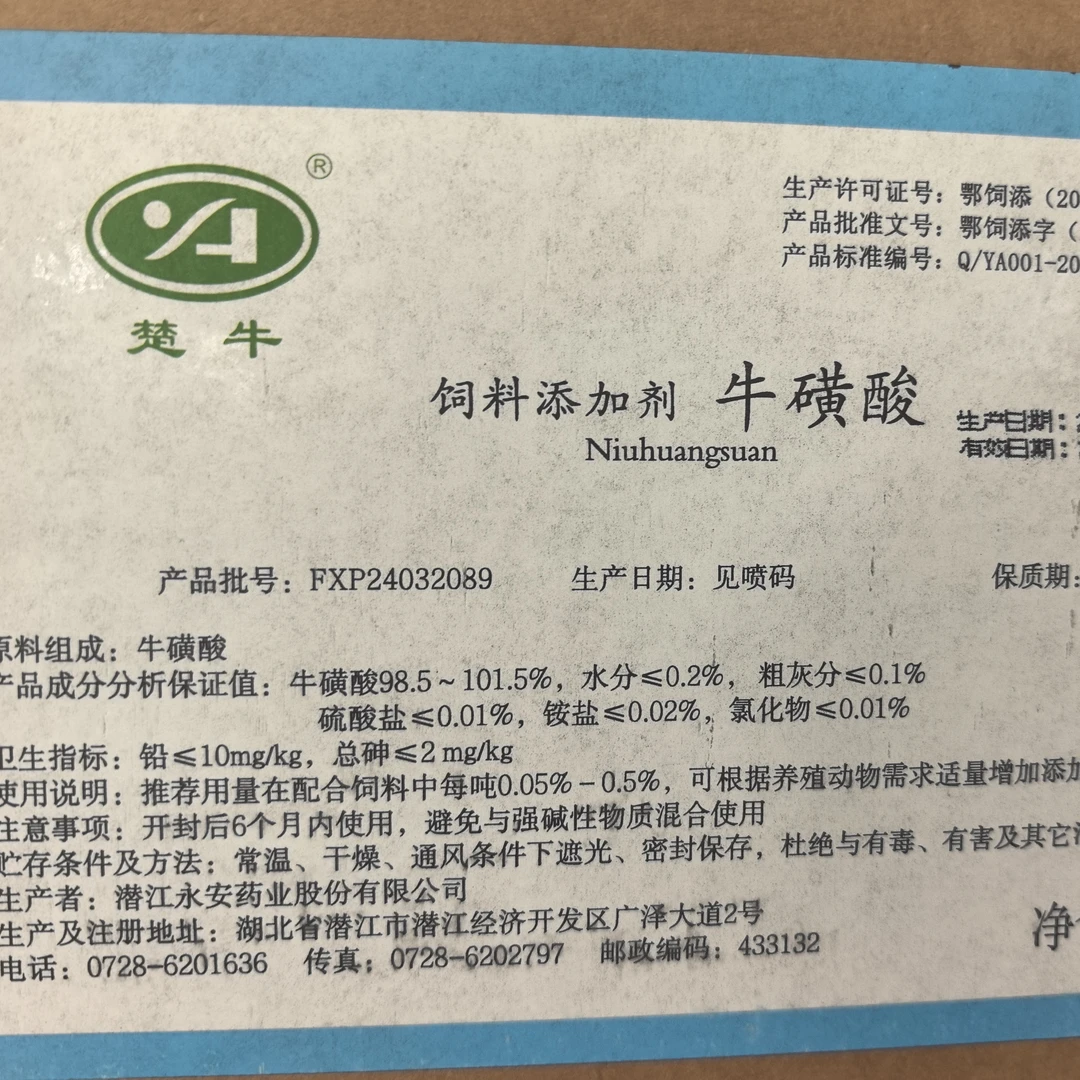 ®
YA
楚牛
生产许可证号：鄂饲添（20
产品批准文号：鄂饲添字（
产品标准编号：Q/YA001-20
饲料添加剂 牛磺酸
Niuhuangsuan
生产日期：
有效日期：
产品批号：FXP24032089 生产日期：见喷码 保质期：
原料组成：牛磺酸
产品成分分析保证值：牛磺酸98.5～101.5%，水分≤0.2%，粗灰分≤0.1%
硫酸盐≤0.01%，铵盐≤0.02%，氯化物≤0.01%
卫生指标：铅≤10mg/kg，总砷≤2 mg/kg
使用说明：推荐用量在配合饲料中每吨0.05%－0.5%，可根据养殖动物需求适量增加添加
注意事项：开封后6个月内使用，避免与强碱性物质混合使用
贮存条件及方法：常温、干燥、通风条件下遮光、密封保存，杜绝与有毒、有害及其它
生产者：潜江永安药业股份有限公司
生产及注册地址：湖北省潜江市潜江经济开发区广泽大道2号
电话：0728-6201636 传真：0728-6202797 邮政编码：433132
净